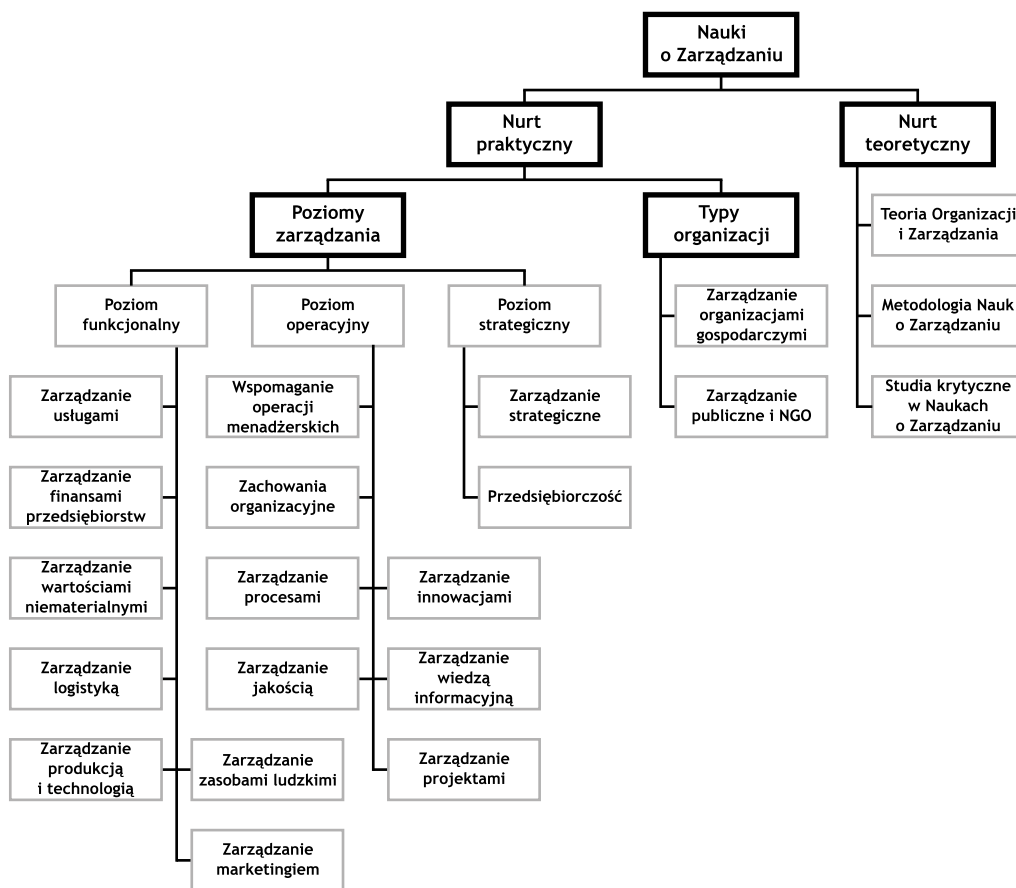 Nauki
o Zarządzaniu
Nurt
praktyczny
Nurt
teoretyczny
Poziomy
zarządzania
Typy
organizacji
Teoria Organizacji
i Zarządzania
Metodologia Nauk
o Zarządzaniu
Studia krytyczne
w Naukach
o Zarządzaniu
Zarządzanie
organizacjami
gospodarczymi
Zarządzanie
publiczne i NGO
Poziom
funkcjonalny
Poziom
operacyjny
Poziom
strategiczny
Zarządzanie
usługami
Zarządzanie
finansami
przedsiębiorstw
Zarządzanie
wartościami
niematerialnymi
Zarządzanie
logistyką
Zarządzanie
produkcją
i technologią
Zarządzanie
zasobami ludzkimi
Zarządzanie
marketingiem
Wspomaganie
operacji
menadżerskich
Zachowania
organizacyjne
Zarządzanie
procesami
Zarządzanie
innowacjami
Zarządzanie
jakością
Zarządzanie
wiedzą
informacyjną
Zarządzanie
projektami
Zarządzanie
strategiczne
Przedsiębiorczość